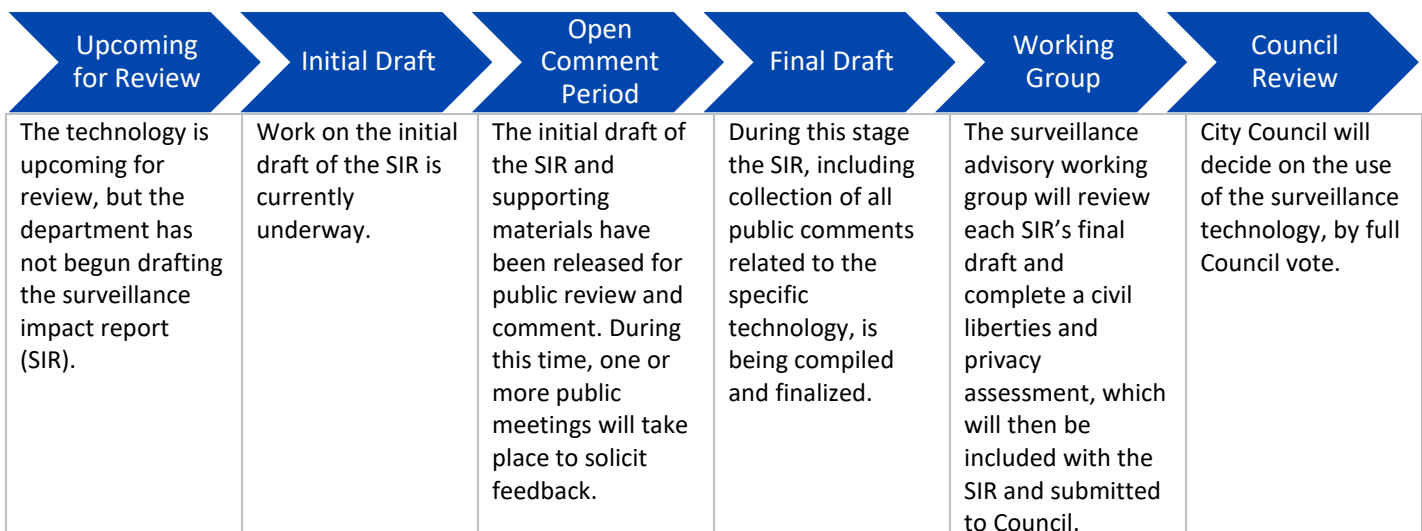 Upcoming
for Review
Initial Draft
Open
Comment
Period
Final Draft
Working
Group
Council
Review
The technology is
upcoming for
review, but the
department has
not begun drafting
the surveillance
impact report
(SIR).
Work on the initial
draft of the SIR is
currently
underway.
The initial draft of
the SIR and
supporting
materials have
been released for
public review and
comment. During
this time, one or
more public
meetings will take
place to solicit
feedback.
During this stage
the SIR, including
collection of all
public comments
related to the
specific
technology, is
being compiled
and finalized.
The surveillance
advisory working
group will review
each SIR’s final
draft and
complete a civil
liberties and
privacy
assessment, which
will then be
included with the
SIR and submitted
to Council.
City Council will
decide on the use
of the surveillance
technology, by full
Council vote.